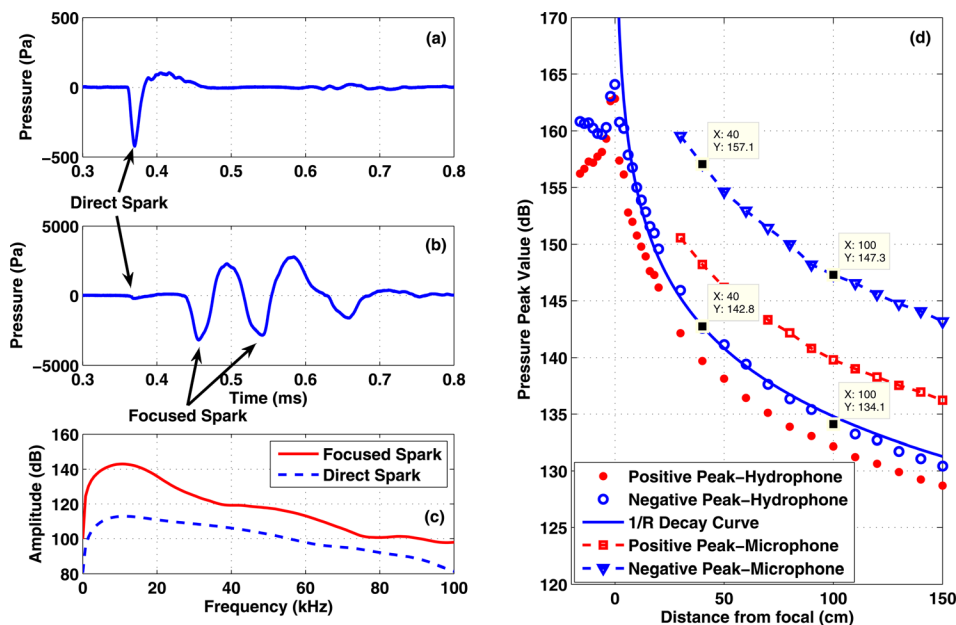 500
0
−500
Pressure (Pa)
(a)
0.3 0.4 0.5 0.6 0.7 0.8
Direct Spark
5000
0
−5000
Pressure (Pa)
(b)
0.3 0.4 0.5 0.6 0.7 0.8
Time (ms)
Focused Spark
160
140
120
100
80
Amplitude (dB)
Focused Spark
Direct Spark
(c)
0 20 40 60 80 100
Frequency (kHz)
170
165
160
155
150
145
140
135
130
125
120
Pressure Peak Value (dB)
(d)
X: 40
Y: 157.1
X: 100
Y: 147.3
X: 40
Y: 142.8
X: 100
Y: 134.1
Positive Peak−Hydrophone
Negative Peak−Hydrophone
1/R Decay Curve
Positive Peak−Microphone
Negative Peak−Microphone
0 50 100 150
Distance from focal (cm)